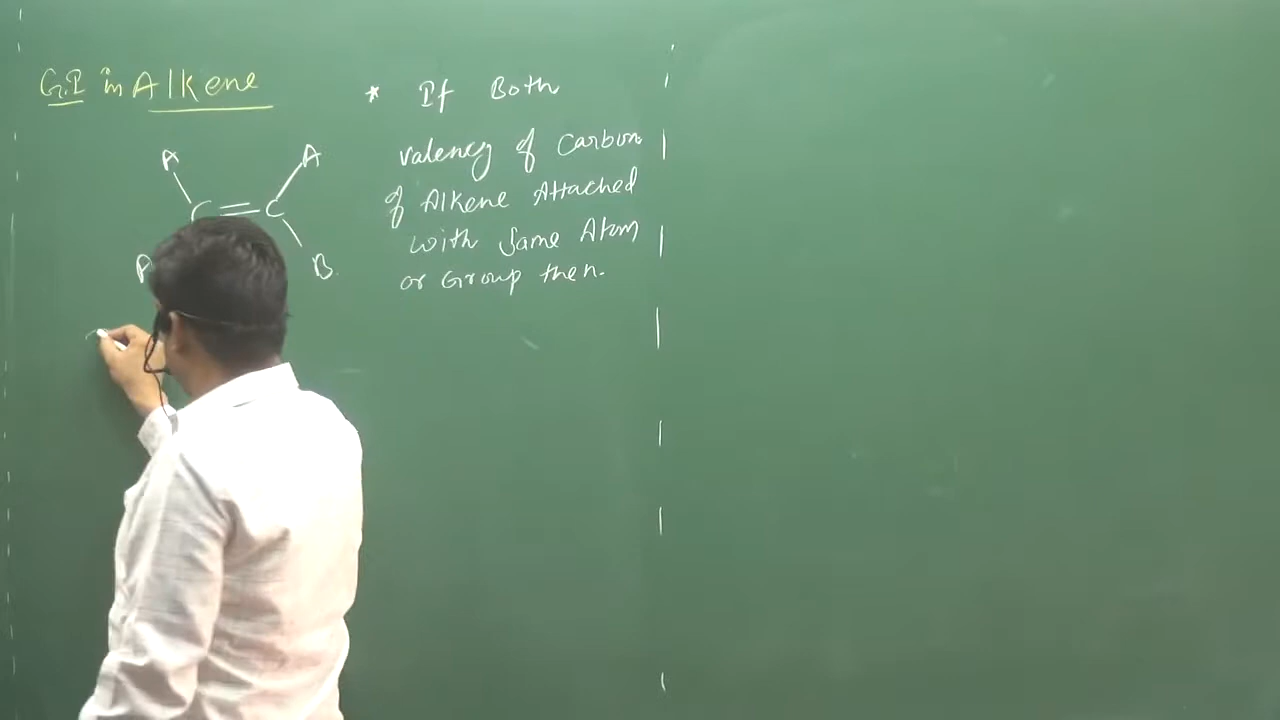 G.I in Alkene
* If Both
valency of Carbon
of Alkene Attached
with Same Atom
or Group then.
A A
C = C
B.